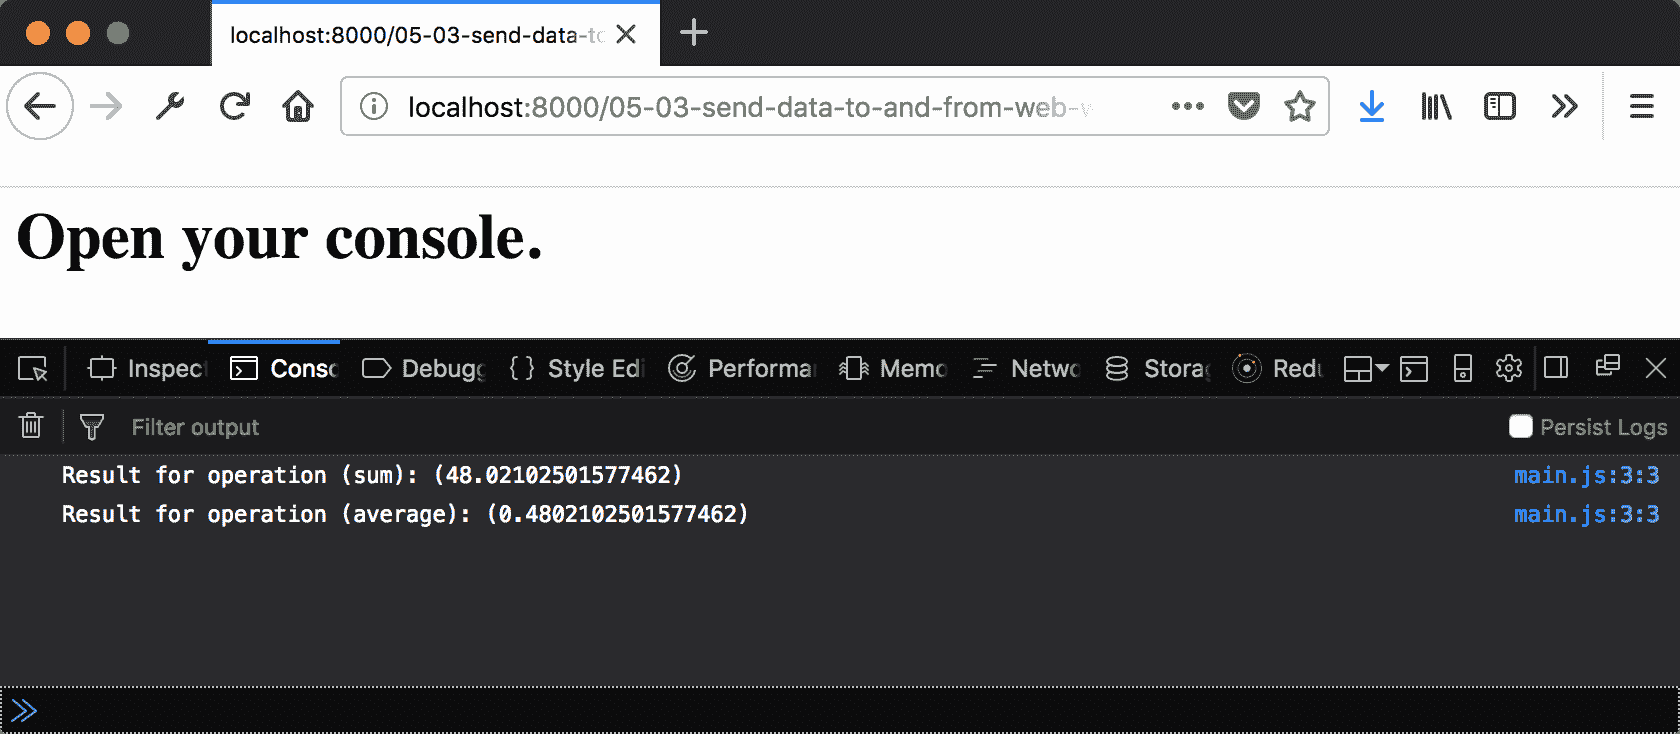 localhost:8000/05-03-send-data-to
localhost:8000/05-03-send-data-to-and-from-web-w
Open your console.
Inspec Conso Debugg { } Style Edi Performa Memo Netwo Storag Redu
Filter output Persist Logs
Result for operation (sum): (48.02102501577462) main.js:3:3
Result for operation (average): (0.4802102501577462) main.js:3:3